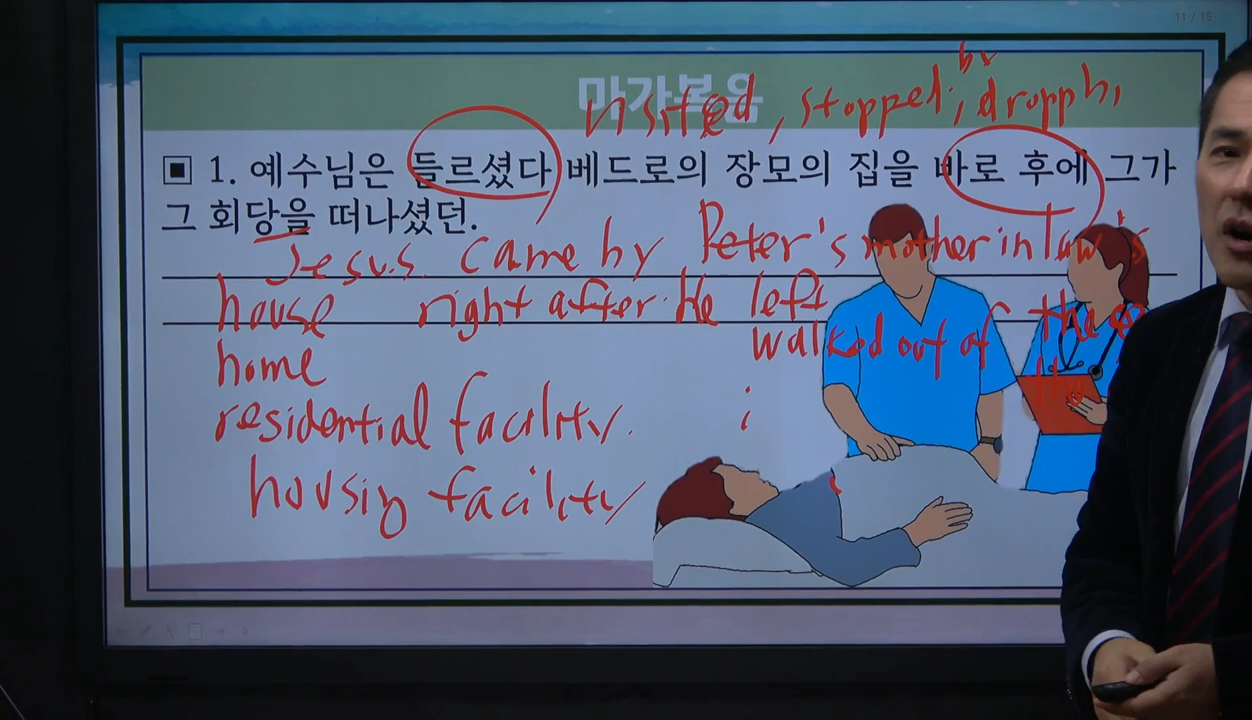 11 / 15
마가복음
visited, stopped by, dropp by
▣ 1. 예수님은 들르셨다 베드로의 장모의 집을 바로 후에 그가
그 회당을 떠나셨던.
Jesus came by Peter's mother in law's
house right after He left
home walked out of the
residential facility.
housing facility